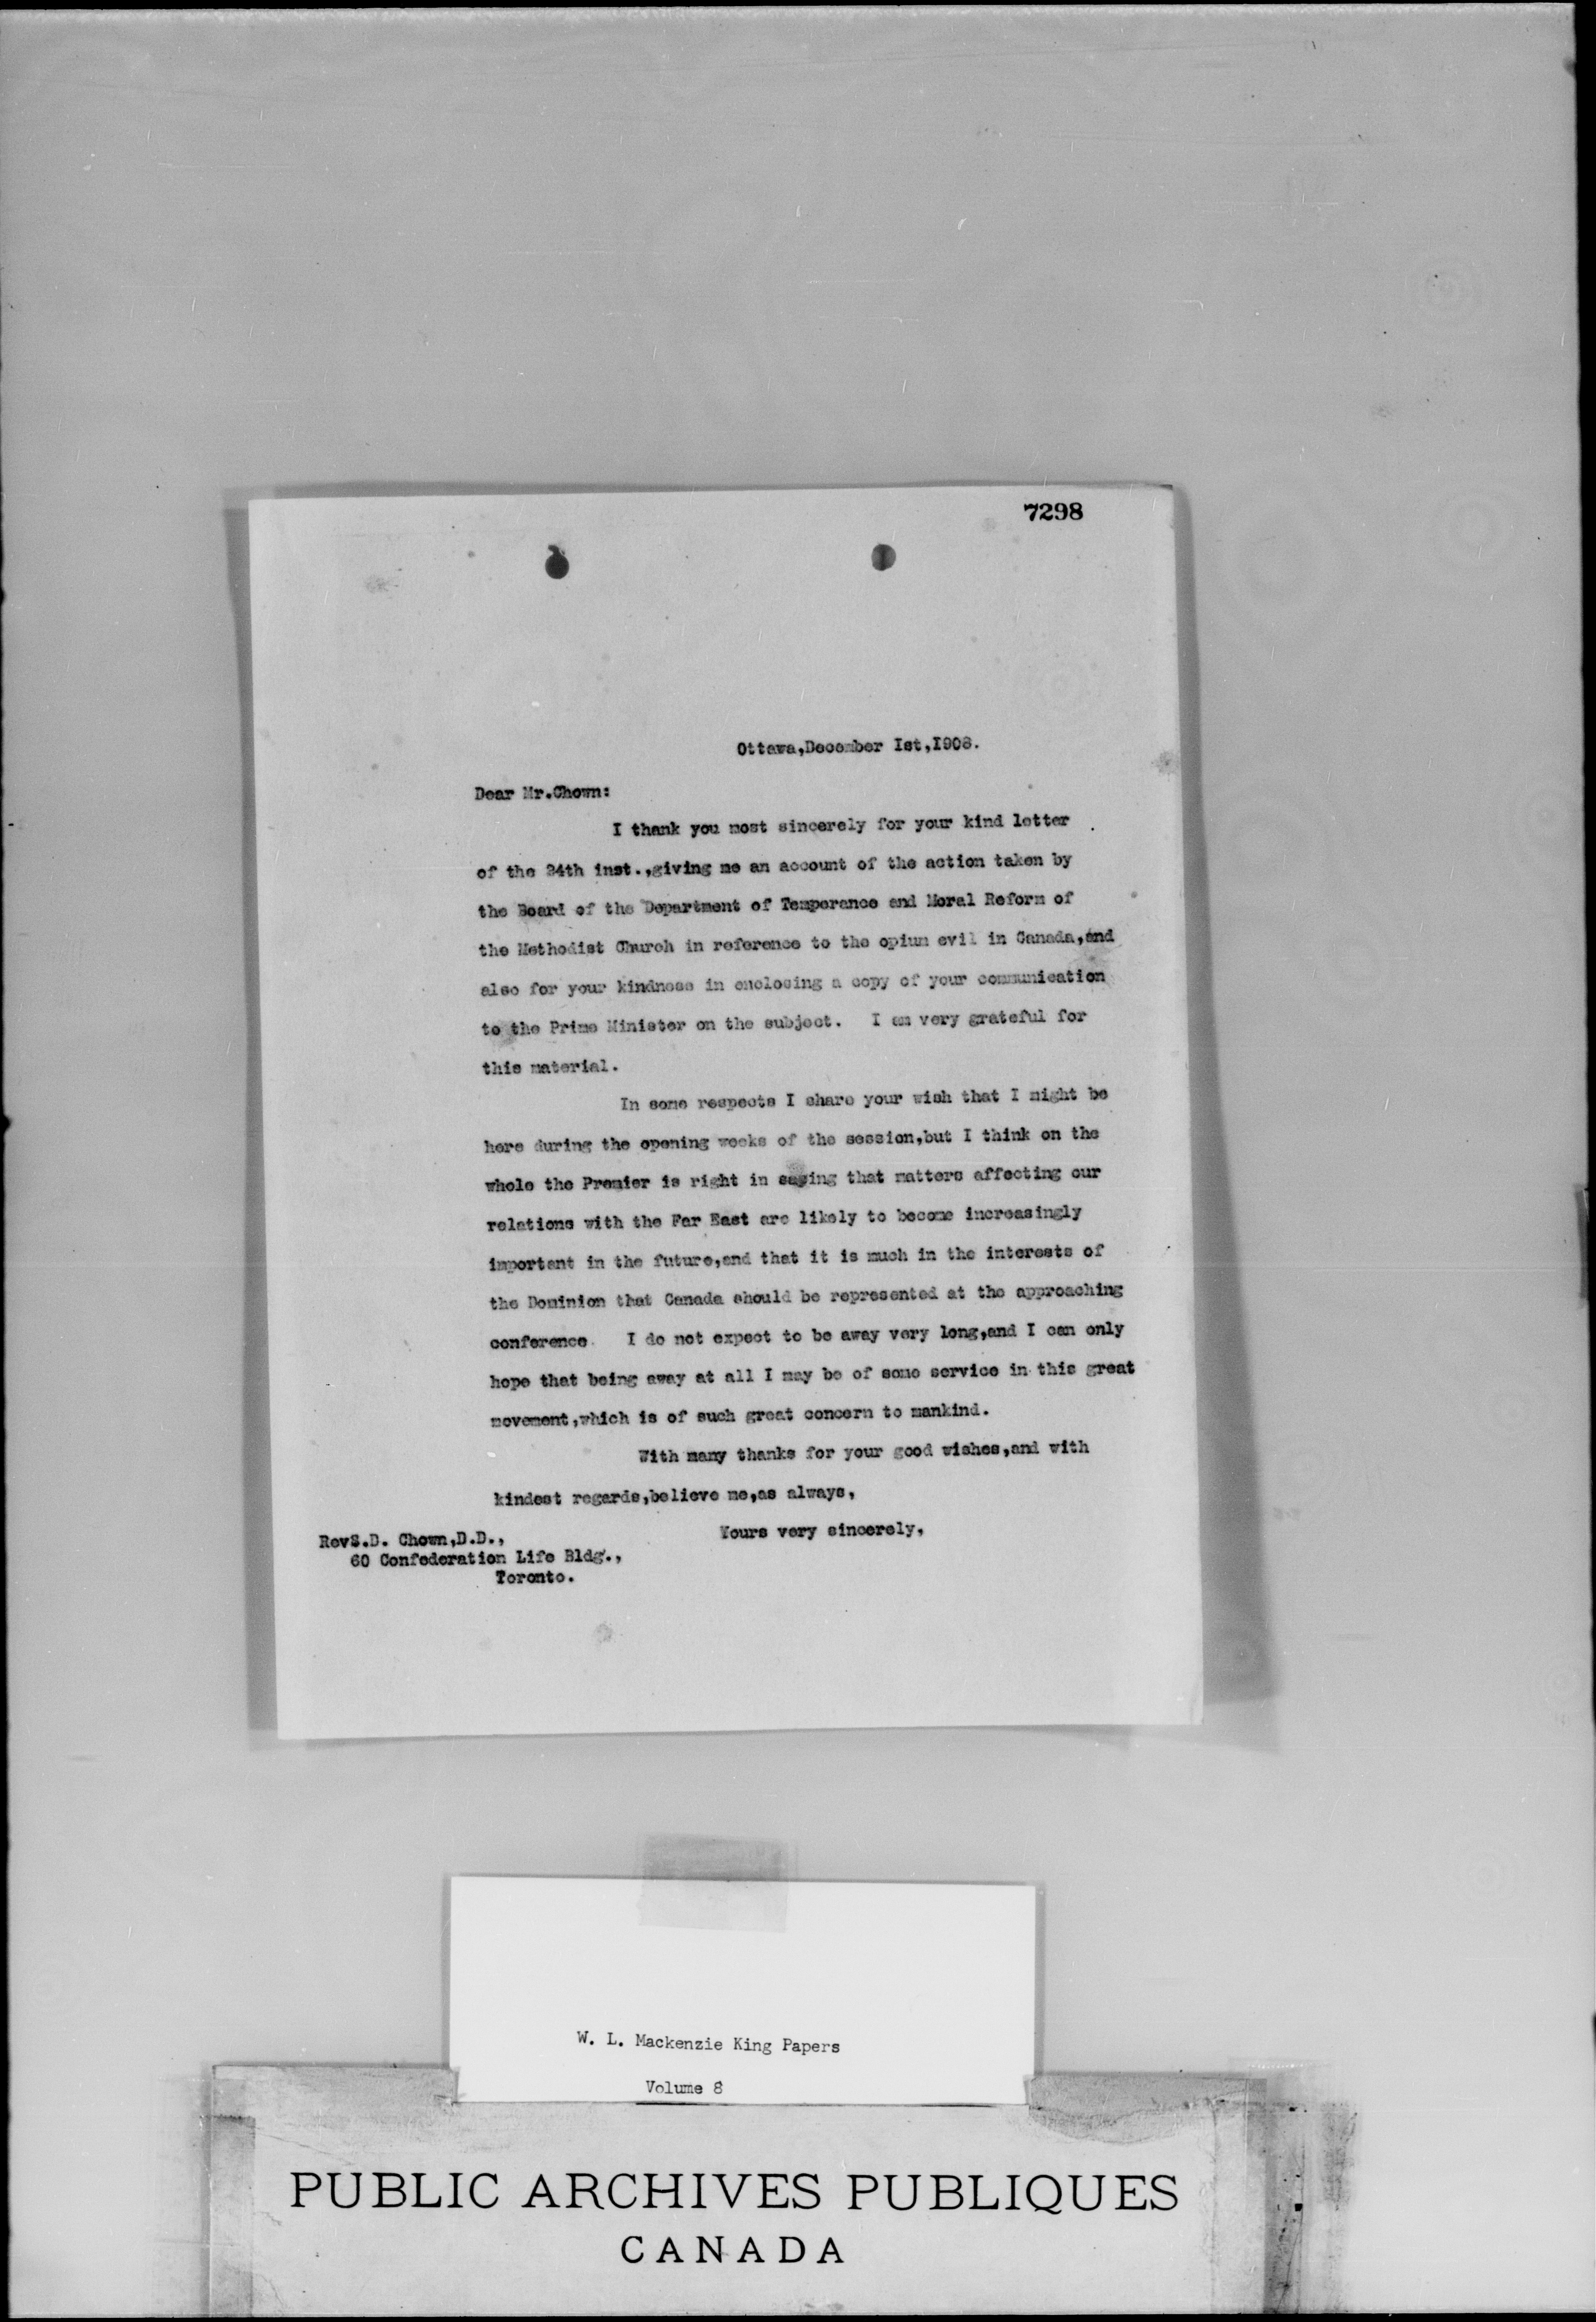 7298
Ottawa,December Ist,I908.
Dear Mr.Chown:
I thank you most sincerely for your kind letter
of the 24th inst.,giving me an account of the action taken by
the Board of the Department of Temperance and Moral Reform of
the Methodist Church in reference to the opium evil in Canada,and
also for your kindness in enclosing a copy of your communication
to the Prime Minister on the subject. I am very grateful for
this material.
In some respects I share your wish that I might be
here during the opening weeks of the session,but I think on the
whole the Premier is right in saying that matters affecting our
relations with the Far East are likely to become increasingly
important in the future,and that it is much in the interests of
the Dominion that Canada should be represented at the approaching
conference. I do not expect to be away very long,and I can only
hope that being away at all I may be of some service in this great
movement,which is of such great concern to mankind.
With many thanks for your good wishes,and with
kindest regards,believe me,as always,
Yours very sincerely,
RevS.D. Chown,D.D.,
60 Confederation Life Bldg.,
Toronto.
W. L. Mackenzie King Papers
Volume 8
PUBLIC ARCHIVES PUBLIQUES
CANADA